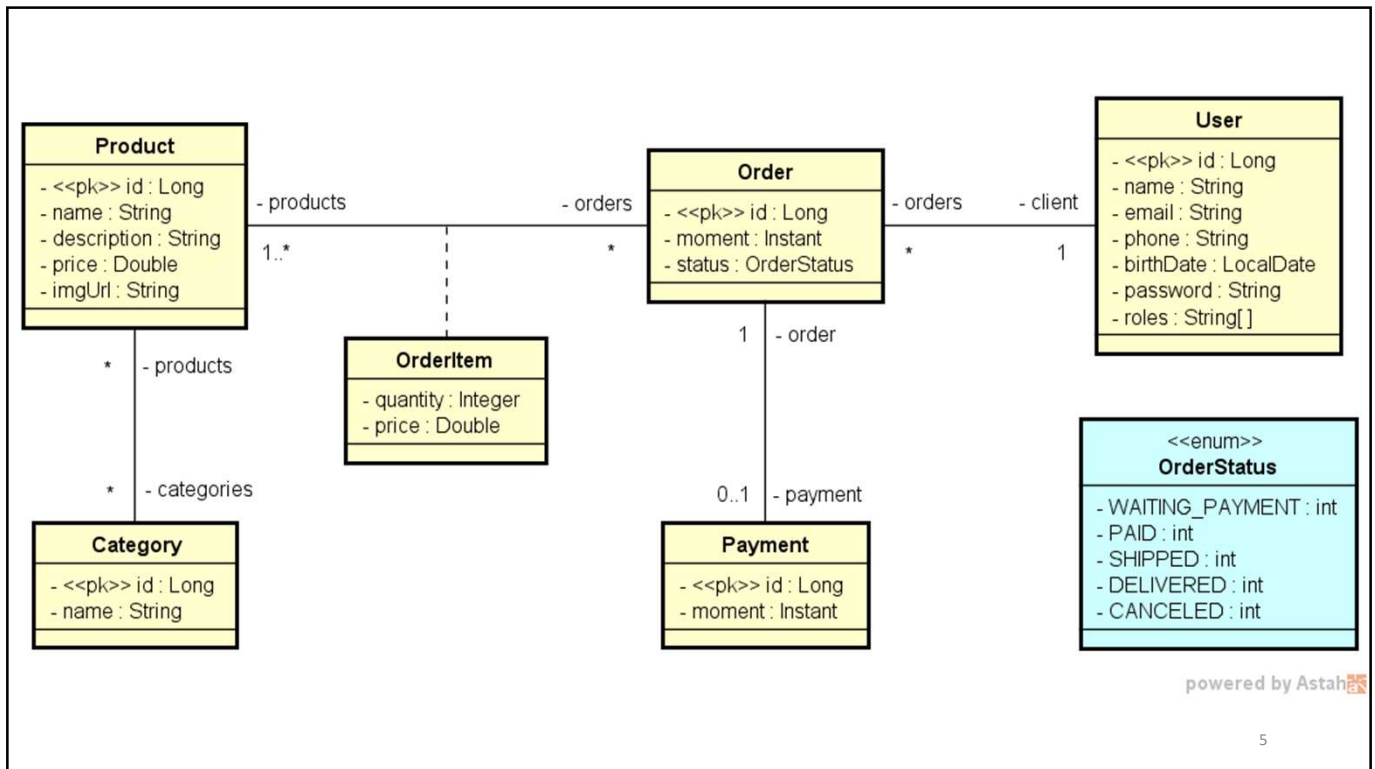 Product
- <<pk>> id : Long
- name : String
- description : String
- price : Double
- imgUrl : String
- products
1..*
- orders
*
Order
- <<pk>> id : Long
- moment : Instant
- status : OrderStatus
- orders
*
- client
1
User
- <<pk>> id : Long
- name : String
- email : String
- phone : String
- birthDate : LocalDate
- password : String
- roles : String[ ]
* - products
OrderItem
- quantity : Integer
- price : Double
1 - order
* - categories
Category
- <<pk>> id : Long
- name : String
0..1 - payment
Payment
- <<pk>> id : Long
- moment : Instant
<<enum>>
OrderStatus
- WAITING_PAYMENT : int
- PAID : int
- SHIPPED : int
- DELIVERED : int
- CANCELED : int
powered by Astah
5